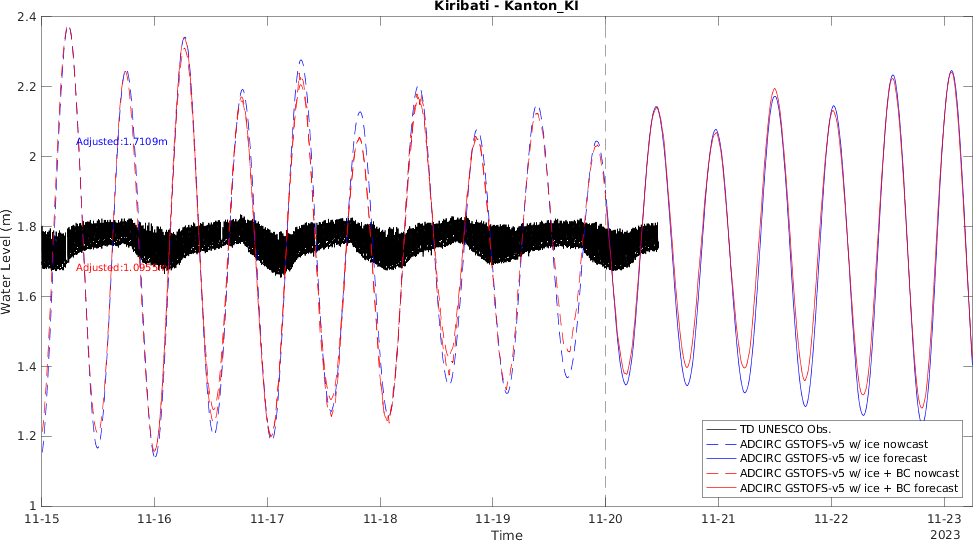 Kiribati - Kanton_KI
2.4
2.2
2
1.8
1.6
1.4
1.2
1
Water Level (m)
Adjusted:1.7109m
Adjusted:1.0955m
TD UNESCO Obs.
ADCIRC GSTOFS-v5 w/ ice nowcast
ADCIRC GSTOFS-v5 w/ ice forecast
ADCIRC GSTOFS-v5 w/ ice + BC nowcast
ADCIRC GSTOFS-v5 w/ ice + BC forecast
11-15 11-16 11-17 11-18 11-19 11-20 11-21 11-22 11-23
Time
2023